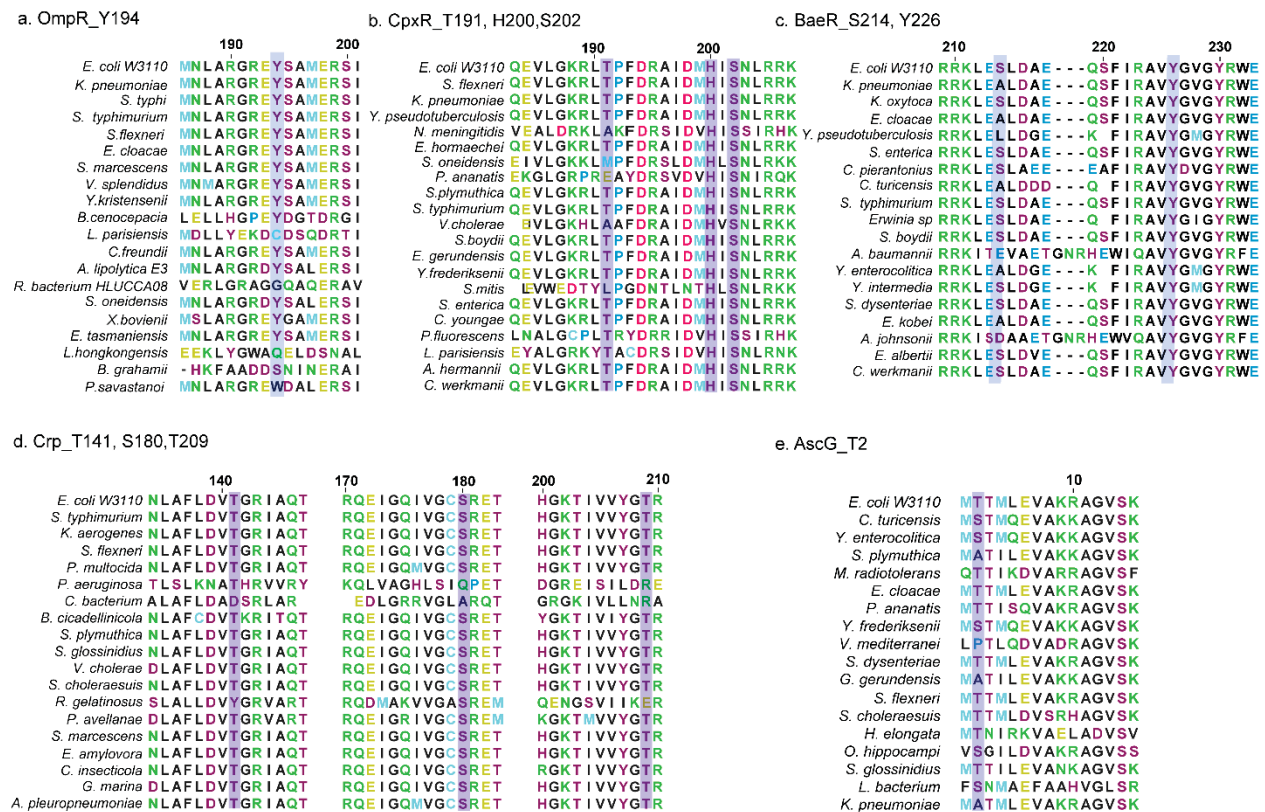 a. OmpR_Y194
190 200
E. coli W3110 MNLARGREYSAMERSI
K. pneumoniae MNLARGREYSAMERSI
S. typhi MNLARGREYSAMERSI
S. typhimurium MNLARGREYSAMERSI
S.flexneri MNLARGREYSAMERSI
E. cloacae MNLARGREYSAMERSI
S. marcescens MNLARGREYSAMERSI
V. splendidus MNMARGREYSAMERSI
Y.kristensenii MNLARGREYSAMERSI
B.cenocepacia LELLHGPEYDGTDRGI
L. parisiensis MDLLYEKDCDSQDRTI
C.freundii MNLARGREYSAMERSI
A. lipolytica E3 MNLARGRDYSALERSI
R. bacterium HLUCCA08 VERLGRAGGQAQERAV
S. oneidensis MNLARGRDYSALERSI
X.bovienii MSLARGREYGAMERSI
E. tasmaniensis MNLARGREYSAMERSI
L.hongkongensis EEKLYGWAQELDSNAL
B. grahamii -HKFAADDSNINERAI
P.savastanoi MNLARGREWDALERSI
b. CpxR_T191, H200,S202
190 200
E. coli W3110 QEVLGKRLTPFDRAIDMHISNLRRK
S. flexneri QEVLGKRLTPFDRAIDMHISNLRRK
K. pneumoniae QEVLGKRLTPFDRAIDMHISNLRRK
Y. pseudotuberculosis QEVLGKRLTPFDRAIDMHISNLRRK
N. meningitidis VEALDRKLAKFDRSIDVHISSIRHK
E. hormaechei QEVLGKRLTPFDRAIDMHISNLRRK
S. oneidensis EIVLGKKLMPFDRSLDMHLSNLRKK
P. ananatis EKGLGRPREAYDRSVDVHISNLRQK
S.plymuthica QEVLGKRLTPFDRAIDMHISNLRRK
S. typhimurium QEVLGKRLTPFDRAIDMHISNLRRK
V.cholerae EVLGKHLAAFDRAIDMHVSNLRRK
S.boydii QEVLGKRLTPFDRAIDMHISNLRRK
E. gerundensis QEVLGKRLTPFDRAIDMHISNLRRK
Y.frederiksenii QEVLGKRLTPFDRAIDMHISNLRRK
S.mitis LVWEDTYLPGDNTLNTHLSNLRRK
S. enterica QEVLGKRLTPFDRAIDMHISNLRRK
C. youngae QEVLGKRLTPFDRAIDMHISNLRRK
P.fluorescens LNALGCPLTRYDRRIDVHISSIRHK
L. parisiensis EYALGRKYTACDRSIDVHISNLRNK
A. hermannii QEVLGKRLTPFDRAIDMHISNLRRK
C. werkmanii QEVLGKRLTPFDRAIDMHISNLRRK
c. BaeR_S214, Y226
210 220 230
E. coli W3110 RRKLESLDAE---QSFIRAVYGVGYRWE
K. pneumoniae RRKLEALDAE---QSFIRAVYGVGYRWE
K. oxytoca RRKLEALDAE---QSFIRAVYGVGYRWE
E. cloacae RRKLEALDAE---QSFIRAVYGVGYRWE
Y. pseudotuberculosis RRKLELLDGE---K FIRAVYGMGYRWE
S. enterica RRKLESLDAE---QSFIRAVYGVGYRWE
C. pierantonius RRKLESLDAEE---EAFIRAVYDVGYRWE
C. turicensis RRKLEALDDD---Q FIRAVYGVGYRWE
S. typhimurium RRKLESLDAE---QSFIRAVYGVGYRWE
Erwinia sp RRKLESLDAE---Q FIRAVYGIGYRWE
S. boydii RRKLESLDAE---QSFIRAVYGVGYRWE
A. baumannii RRKITEVAETGNRHEWIQAVYGVGYRFE
Y. enterocolitica RRKLESLDGE---K FIRAVYGMGYRWE
Y. intermedia RRKLESLDGE---K FIRAVYGMGYRWE
S. dysenteriae RRKLESLDAE---QSFIRAVYGVGYRWE
E. kobei RRKLEALDAE---QSFIRAVYGVGYRWE
A. johnsonii RRKISDAAETGNRHEWVQAVYGVGYRFE
E. albertii RRKLESLDVE---QSFIRAVYGVGYRWE
C. werkmanii RRKLESLDAE---QSFIRAVYGVGYRWE
d. Crp_T141, S180,T209
140 170 180 200 210
E. coli W3110 NLAFLDVTGRIAQT RQEIGQIVGCSRET HGKTIVVYGTR
S. typhimurium NLAFLDVTGRIAQT RQEIGQIVGCSRET HGKTIVVYGTR
K. aerogenes NLAFLDVTGRIAQT RQEIGQIVGCSRET HGKTIVVYGTR
S. flexneri NLAFLDVTGRIAQT RQEIGQIVGCSRET HGKTIVVYGTR
P. multocida NLAFLDVTGRIAQT RQEIGQMVGCSRET HGKTIVVYGTR
P. aeruginosa TLSLKNATHRVVRY KQLVAGHLSIQPET DGREISILDRE
C. bacterium ALAFLDADSRLAR EDLGRRVGLARQT GRGKIVLLNRA
B. cicadellinicola NLAFCDVTKRITQT RQEIGQIVGCSRET YGKTIVIYGTR
S. plymuthica NLAFLDVTGRIAQT RQEIGQIVGCSRET HGKTIVVYGTR
S. glossinidius NLAFLDVTGRIAQT RQEIGQIVGCSRET HGKTIVVYGTR
V. cholerae DLAFLDVTGRIAQT RQEIGQIVGCSRET HGKTIVVYGTR
S. choleraesuis NLAFLDVTGRIAQT RQEIGQIVGCSRET HGKTIVVYGTR
R. gelatinosus SLALLDVYGRVART RQDMAKVVGASREM QENGSVIIKER
P. avellanae DLAFLDVTGRVART RQEIGRIVGCSREM KGKTMVVYGTR
S. marcescens NLAFLDVTGRIAQT RQEIGQIVGCSRET HGKTIVVYGTR
E. amylovora NLAFLDVTGRIAQT RQEIGQIVGCSRET HGKTIVVYGTR
C. insecticola NLAFLDVTGRIAQT RQEIGQIVGCSRET RGKTIVVYGTR
G. marina DLAFLDVTGRIAQT RQEIGQIVGCSRET HGKTIVVYGTR
A. pleuropneumoniae NLAFLDVTGRIAQT RQEIGQMVGCSRET HGKTIVVYGTR
e. AscG_T2
10
E. coli W3110 MTTMLEVAKRAGVSK
C. turicensis MSTMQEVAKRAGVSK
Y. enterocolitica MSTMQEVAKKAGVSK
S. plymuthica MATILEVAKRAGVSK
M. radiotolerans QTTIKDVARRAGVSF
E. cloacae MTTMLEVAKRAGVSK
P. ananatis MTTISQVAKRAGVSK
Y. frederiksenii MSTMQEVAKKAGVSK
V. mediterranei LPTLQDVADRAGVSK
S. dysenteriae MTTMLEVAKRAGVSK
G. gerundensis MATILEVAKRAGVSK
S. flexneri MTTMLEVAKRAGVSK
S. choleraesuis MTTMLDVSRHAGVSK
H. elongata MTNIRKVAELADVSV
O. hippocampi VSGILDVAKRAGVSS
S. glossinidius MTTILEVANKAGVSK
L. bacterium FSNMAEFAAHVGLSR
K. pneumoniae MATMLEVAKRAGVSK